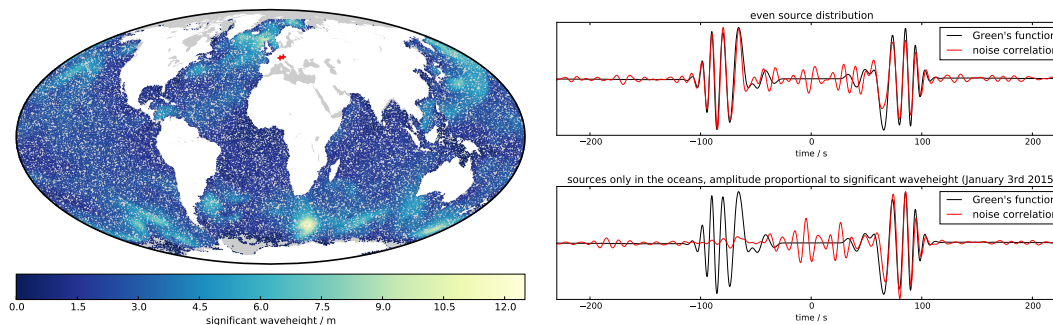 0.0 1.5 3.0 4.5 6.0 7.5 9.0 10.5 12.0
significant waveheight / m
even source distribution
Green's function
noise correlation
−200 −100 0 100 200
time / s
sources only in the oceans, amplitude proportional to significant waveheight (January 3rd 2015)
Green's function
noise correlation
−200 −100 0 100 200
time / s